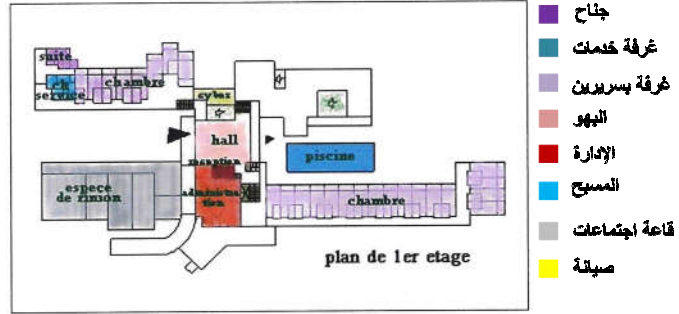 suite
ch
service
chambre
cyber
hall
reception
administra
tion
piscine
espece
de rinion
chambre
plan de 1er etage
جناح
غرفة خدمات
غرفة بسريرين
البهو
الإدارة
المسبح
قاعة اجتماعات
صيانة